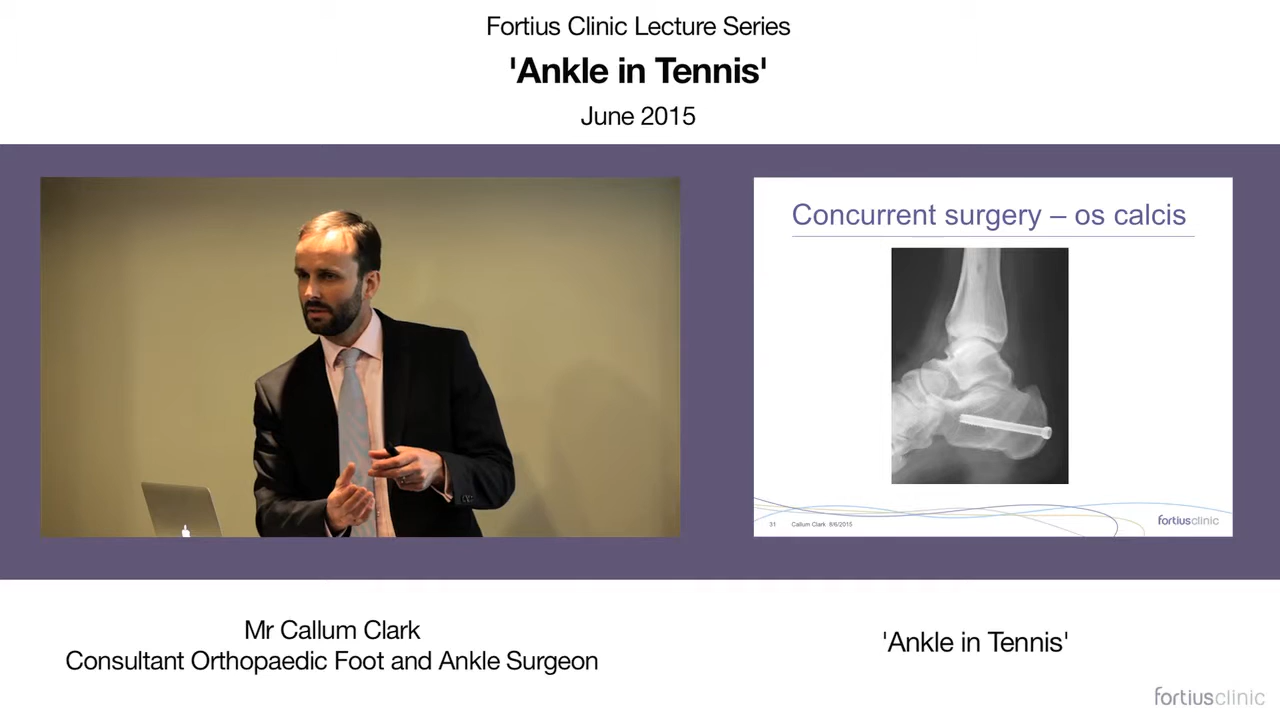 Fortius Clinic Lecture Series
'Ankle in Tennis'
June 2015
Concurrent surgery – os calcis
31 Callum Clark 8/6/2015
fortiusclinic
Mr Callum Clark
Consultant Orthopaedic Foot and Ankle Surgeon
'Ankle in Tennis'
fortiusclinic